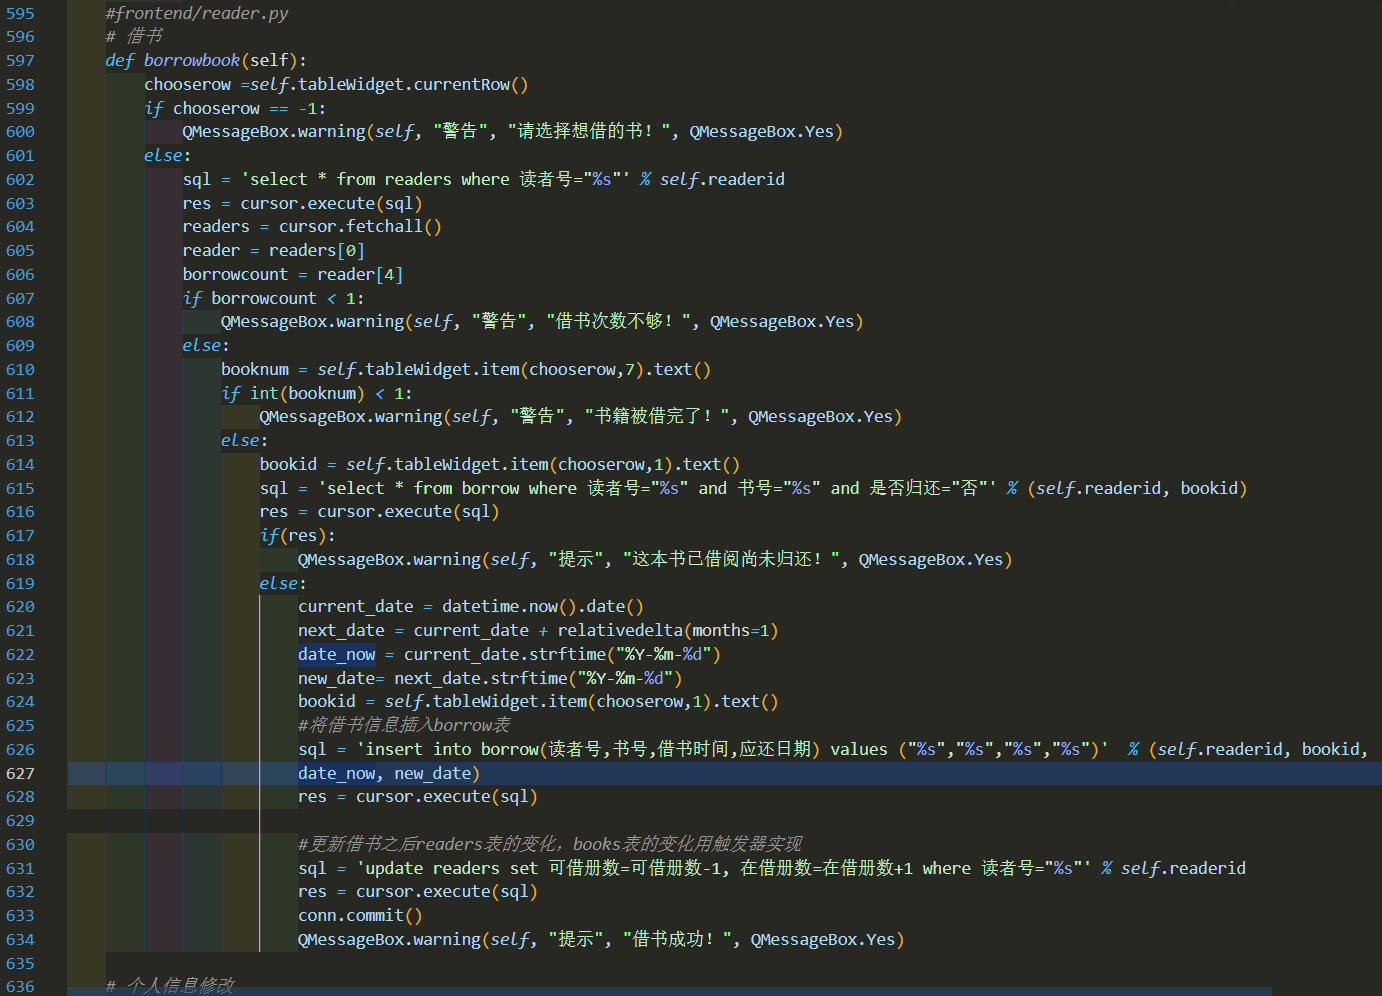 595 #frontend/reader.py
596 # 借书
597 def borrowbook(self):
598 chooserow =self.tableWidget.currentRow()
599 if chooserow == -1:
600 QMessageBox.warning(self, "警告", "请选择想借的书！", QMessageBox.Yes)
601 else:
602 sql = 'select * from readers where 读者号="%s"' % self.readerid
603 res = cursor.execute(sql)
604 readers = cursor.fetchall()
605 reader = readers[0]
606 borrowcount = reader[4]
607 if borrowcount < 1:
608 QMessageBox.warning(self, "警告", "借书次数不够！", QMessageBox.Yes)
609 else:
610 booknum = self.tableWidget.item(chooserow,7).text()
611 if int(booknum) < 1:
612 QMessageBox.warning(self, "警告", "书籍被借完了！", QMessageBox.Yes)
613 else:
614 bookid = self.tableWidget.item(chooserow,1).text()
615 sql = 'select * from borrow where 读者号="%s" and 书号="%s" and 是否归还="否"' % (self.readerid, bookid)
616 res = cursor.execute(sql)
617 if(res):
618 QMessageBox.warning(self, "提示", "这本书已借阅尚未归还！", QMessageBox.Yes)
619 else:
620 current_date = datetime.now().date()
621 next_date = current_date + relativedelta(months=1)
622 date_now = current_date.strftime("%Y-%m-%d")
623 new_date= next_date.strftime("%Y-%m-%d")
624 bookid = self.tableWidget.item(chooserow,1).text()
625 #将借书信息插入borrow表
626 sql = 'insert into borrow(读者号,书号,借书时间,应还日期) values ("%s","%s","%s","%s")'  % (self.readerid, bookid,
627 date_now, new_date)
628 res = cursor.execute(sql)
629
630 #更新借书之后readers表的变化，books表的变化用触发器实现
631 sql = 'update readers set 可借册数=可借册数-1, 在借册数=在借册数+1 where 读者号="%s"' % self.readerid
632 res = cursor.execute(sql)
633 conn.commit()
634 QMessageBox.warning(self, "提示", "借书成功！", QMessageBox.Yes)
635
636 # 个人信息修改